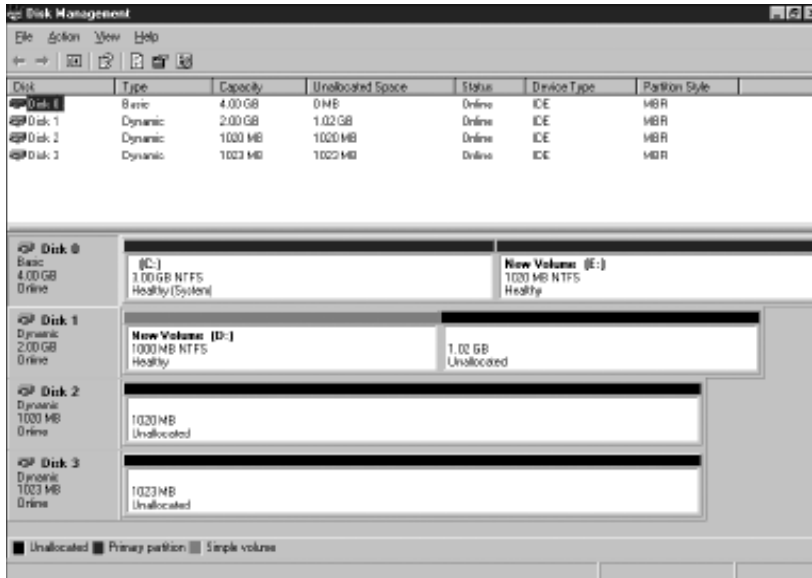 Disk Management
File Action View Help
Disk Type Capacity Unallocated Space Status Device Type Partition Style
Disk 0 Basic 4.00 GB 0 MB Online IDE MBR
Disk 1 Dynamic 2.00 GB 1.02 GB Online IDE MBR
Disk 2 Dynamic 1020 MB 1020 MB Online IDE MBR
Disk 3 Dynamic 1023 MB 1023 MB Online IDE MBR
Disk 0
Basic
4.00 GB
Online
(C:)
3.00 GB NTFS
Healthy (System)
New Volume (E:)
1020 MB NTFS
Healthy
Disk 1
Dynamic
2.00 GB
Online
New Volume (D:)
1000 MB NTFS
Healthy
1.02 GB
Unallocated
Disk 2
Dynamic
1020 MB
Online
1020 MB
Unallocated
Disk 3
Dynamic
1023 MB
Online
1023 MB
Unallocated
Unallocated Primary partition Simple volume